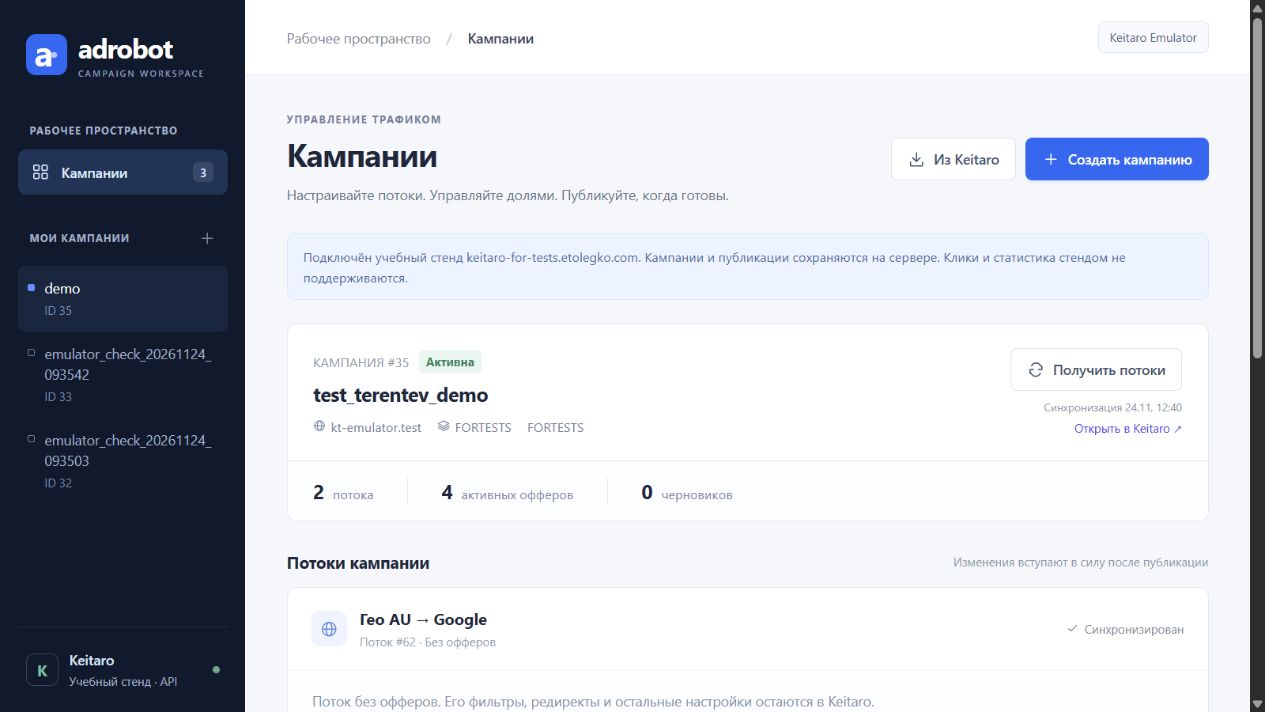 a
adrobot
CAMPAIGN WORKSPACE
РАБОЧЕЕ ПРОСТРАНСТВО
Кампании
3
МОИ КАМПАНИИ
demo
ID 35
emulator_check_20261124_
093542
ID 33
emulator_check_20261124_
093503
ID 32
K
Keitaro
Учебный стенд · API
Рабочее пространство / Кампании
Keitaro Emulator
УПРАВЛЕНИЕ ТРАФИКОМ
Кампании
Настраивайте потоки. Управляйте долями. Публикуйте, когда готовы.
Из Keitaro
+ Создать кампанию
Подключён учебный стенд keitaro-for-tests.etolegko.com. Кампании и публикации сохраняются на сервере. Клики и статистика стендом не
поддерживаются.
КАМПАНИЯ #35 Активна
test_terentev_demo
kt-emulator.test FORTESTS FORTESTS
Получить потоки
Синхронизация 24.11, 12:40
Открыть в Keitaro ↗
2 потока
4 активных офферов
0 черновиков
Потоки кампании
Изменения вступают в силу после публикации
Гео AU → Google
Поток #62 · Без офферов
Синхронизирован
Поток без офферов. Его фильтры, редиректы и остальные настройки остаются в Keitaro.